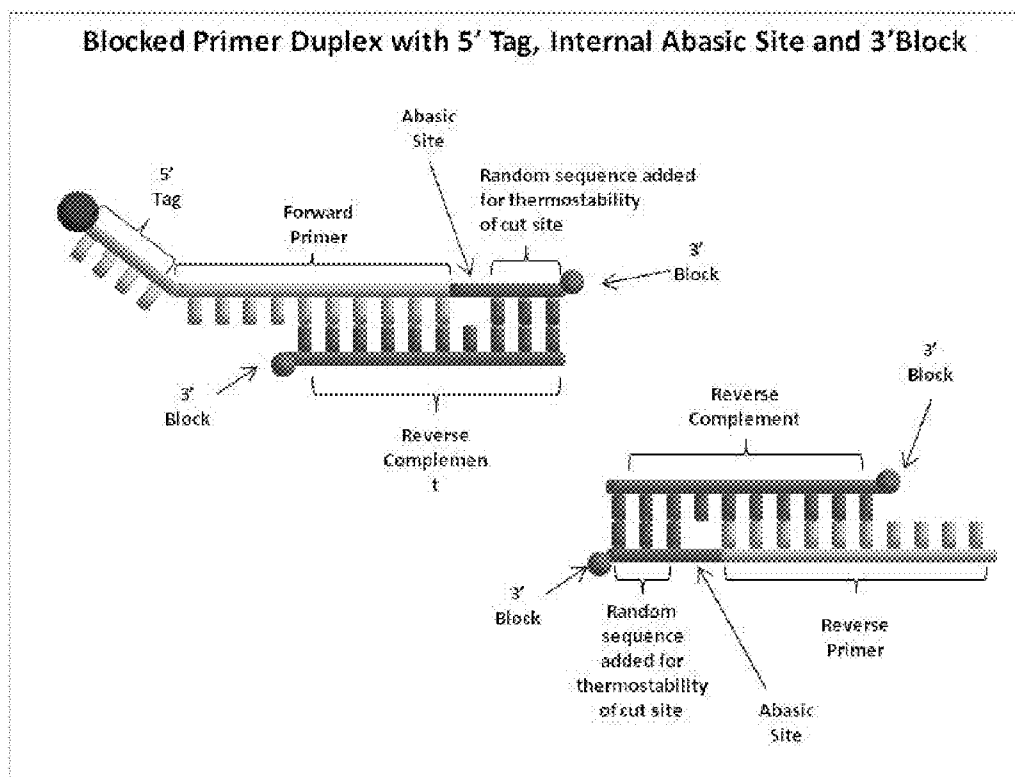 Blocked Primer Duplex with 5' Tag, Internal Abasic Site and 3'Block
Abasic
Site
5'
Tag
Forward
Primer
Random sequence added
for thermostability
of cut site
3'
Block
3'
Block
Reverse
Complemen
t
3'
Block
Reverse
Complement
3'
Block
Random
sequence
added for
thermostability
of cut site
Reverse
Primer
Abasic
Site